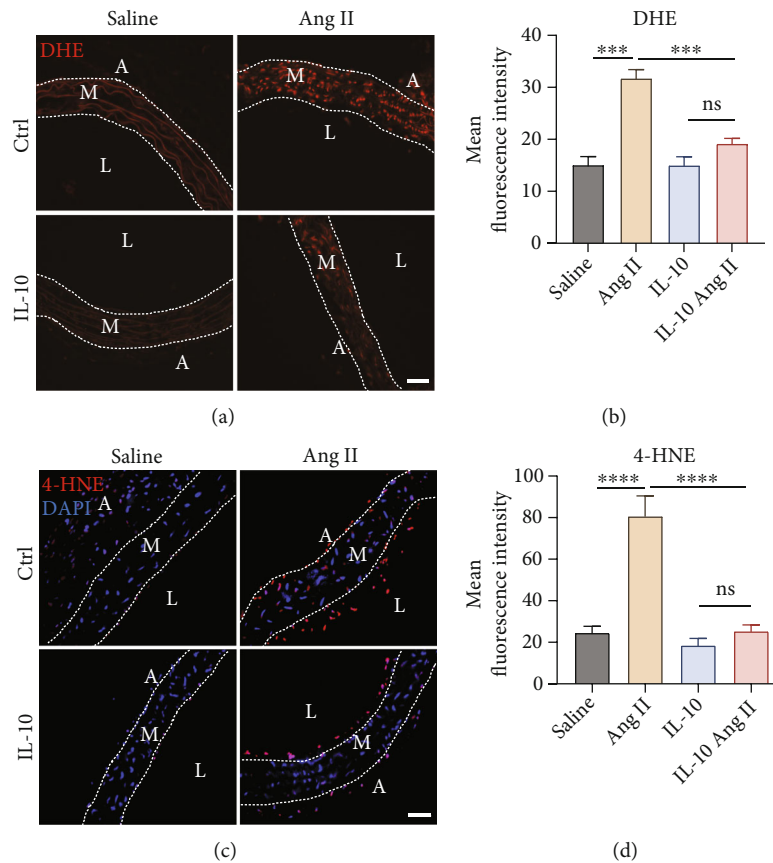 Saline Ang II
DHE
A
M
L
M
A
L
Ctrl
L
M
A
M
L
A
IL-10
(a)
DHE
Mean
fluorescence intensity
40
30
20
10
0
***
***
ns
Saline
Ang II
IL-10
IL-10 Ang II
(b)
Saline Ang II
4-HNE
DAPI
A
M
L
A
M
L
Ctrl
A
M
L
L
M
A
IL-10
(c)
4-HNE
Mean
fluorescence intensity
100
80
60
40
20
0
****
****
ns
Saline
Ang II
IL-10
IL-10 Ang II
(d)